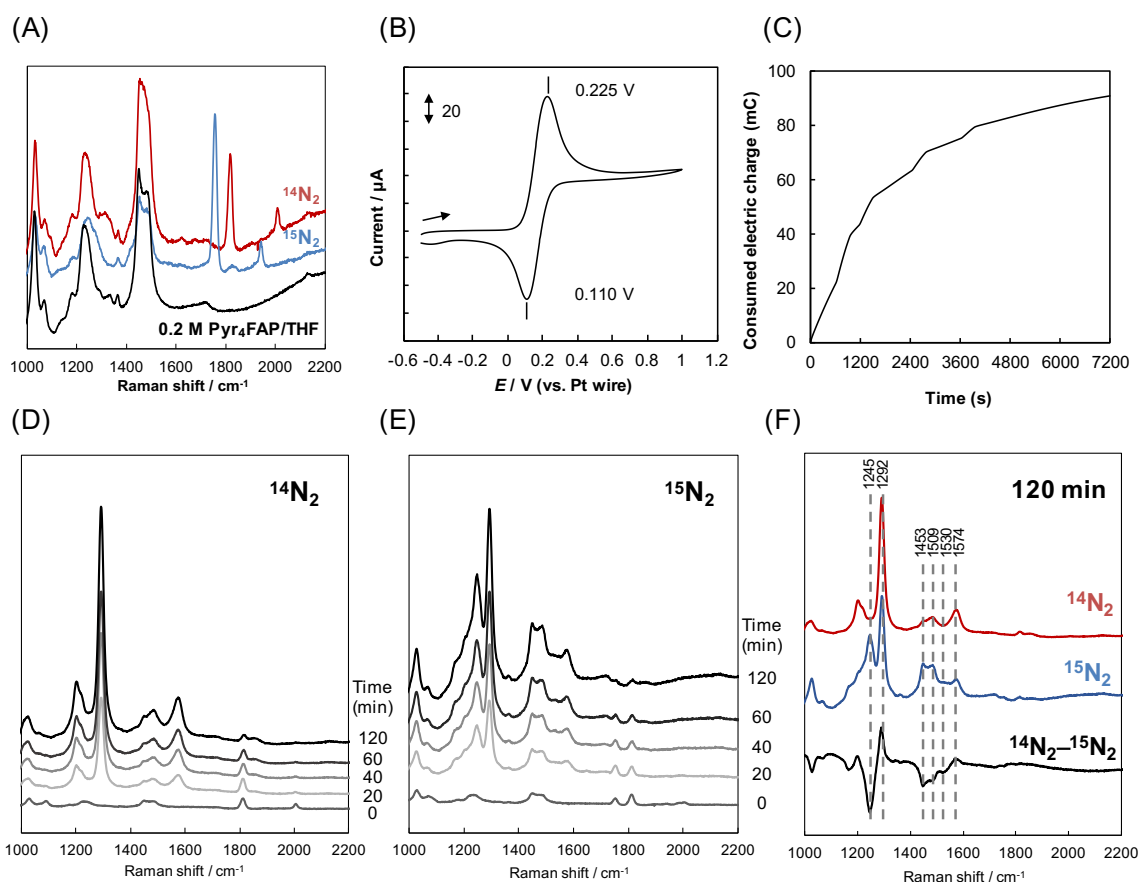 (A)
¹⁴N₂
¹⁵N₂
0.2 M Pyr₄FAP/THF
1000 1200 1400 1600 1800 2000 2200
Raman shift / cm⁻¹
(B)
20
0.225 V
0.110 V
Current / µA
-0.6 -0.4 -0.2 0 0.2 0.4 0.6 0.8 1 1.2
E / V (vs. Pt wire)
(C)
Consumed electric charge (mC)
100
80
60
40
20
0
0 1200 2400 3600 4800 6000 7200
Time (s)
(D)
¹⁴N₂
Time
(min)
120
60
40
20
0
1000 1200 1400 1600 1800 2000 2200
Raman shift / cm⁻¹
(E)
¹⁵N₂
Time
(min)
120
60
40
20
0
1000 1200 1400 1600 1800 2000 2200
Raman shift / cm⁻¹
(F)
1245
1292
1453
1509
1530
1574
120 min
¹⁴N₂
¹⁵N₂
¹⁴N₂–¹⁵N₂
1000 1200 1400 1600 1800 2000 2200
Raman shift / cm⁻¹